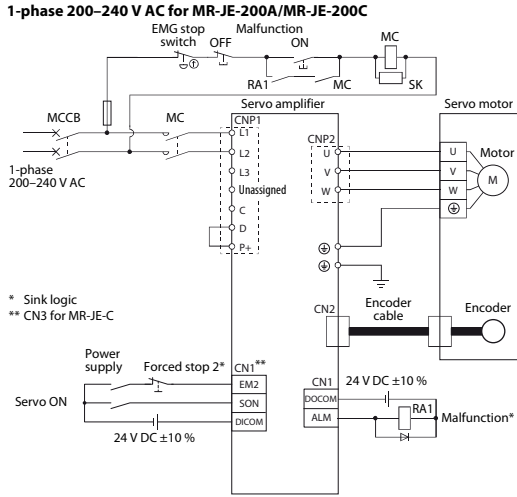 1-phase 200–240 V AC for MR-JE-200A/MR-JE-200C
EMG stop switch
OFF
Malfunction
ON
MC
RA1
MC
SK
MCCB
MC
Servo amplifier
Servo motor
CNP1
L1
L2
L3
Unassigned
C
D
P+
1-phase
200–240 V AC
CNP2
U
V
W
U
V
W
Motor
M
* Sink logic
** CN3 for MR-JE-C
CN2
Encoder cable
Encoder
Power supply
Forced stop 2*
CN1**
EM2
Servo ON
SON
DICOM
24 V DC ±10 %
CN1
24 V DC ±10 %
DOCOM
ALM
RA1
Malfunction*